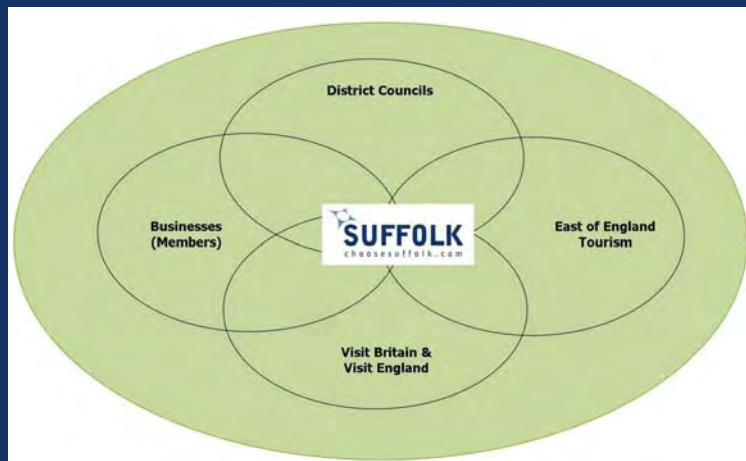 District Councils
Businesses
(Members)
SUFFOLK
choosesuffolk.com
East of England
Tourism
Visit Britain &
Visit England